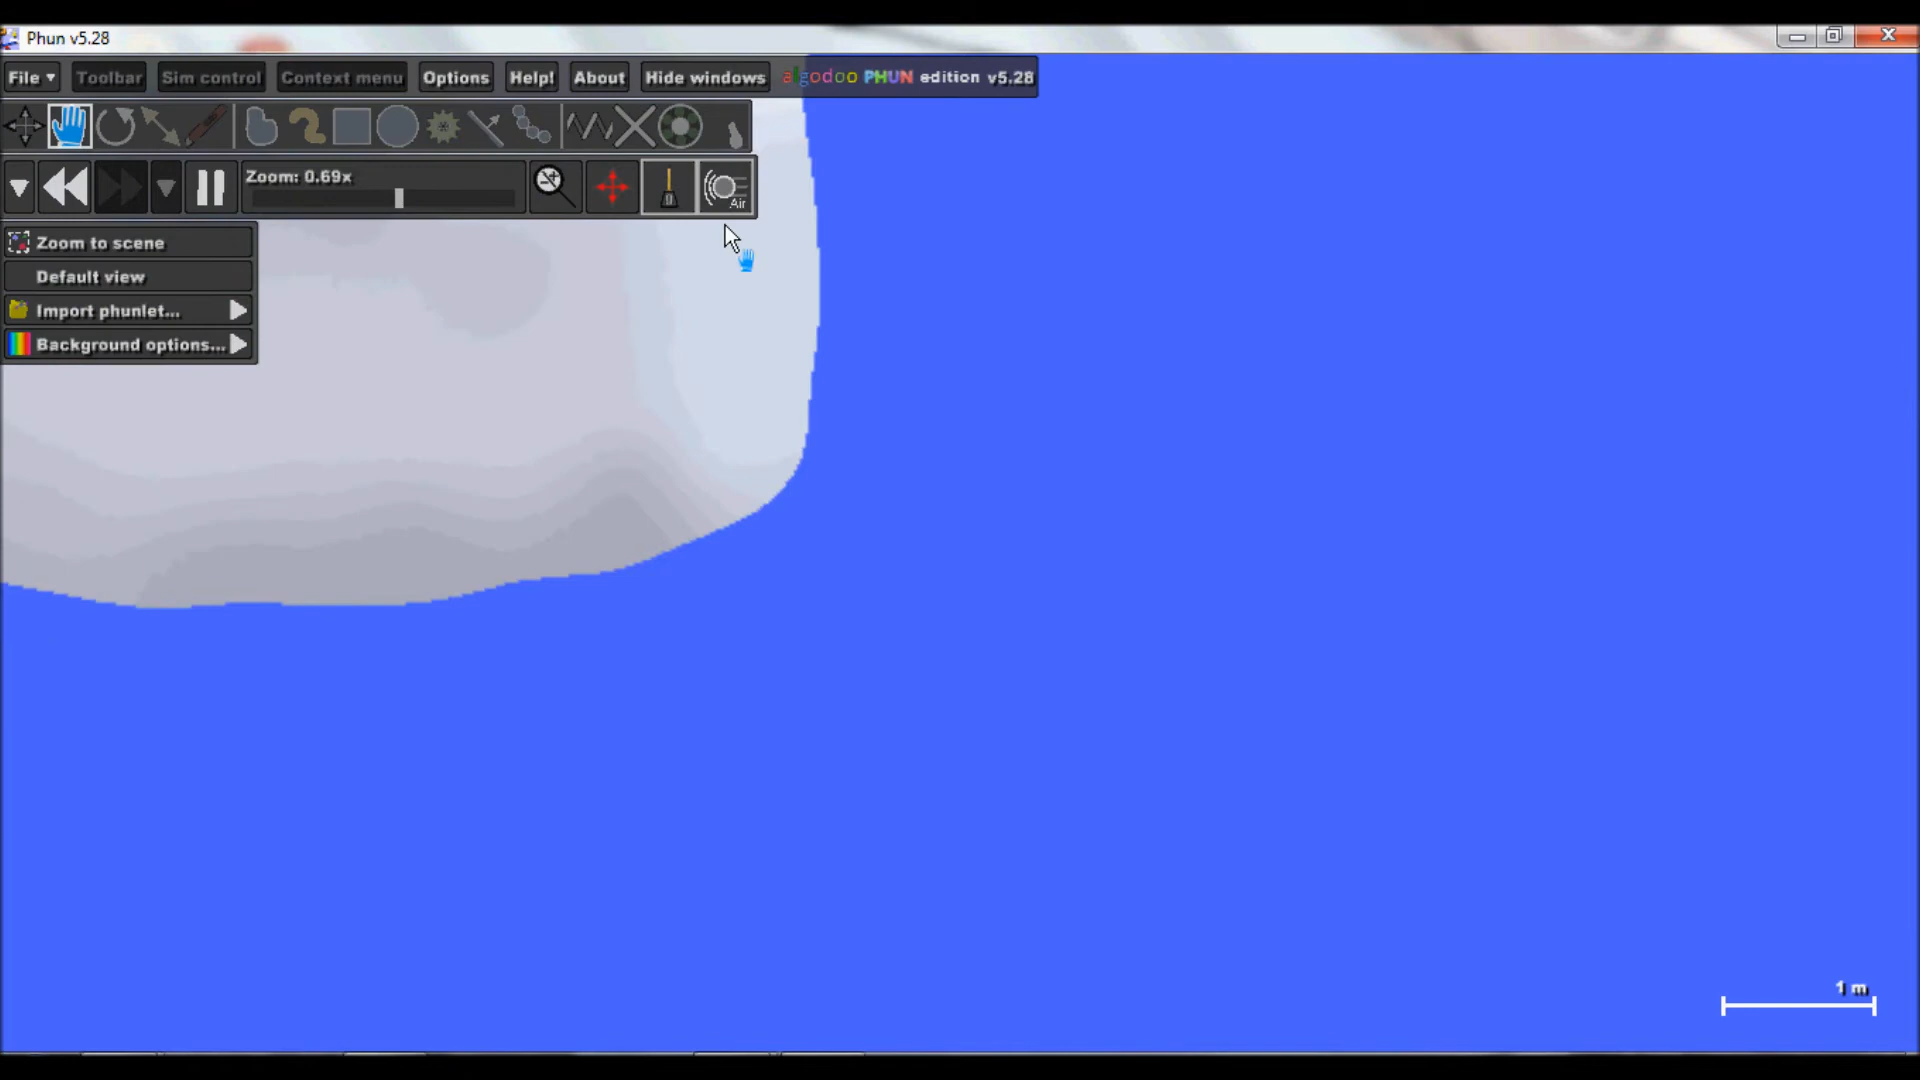 Phun v5.28
File Toolbar Sim control Context menu Options Help! About Hide windows algodoo PHUN edition v5.28
Zoom: 0.69x
Air
Zoom to scene
Default view
Import phunlet...
Background options...
1 m